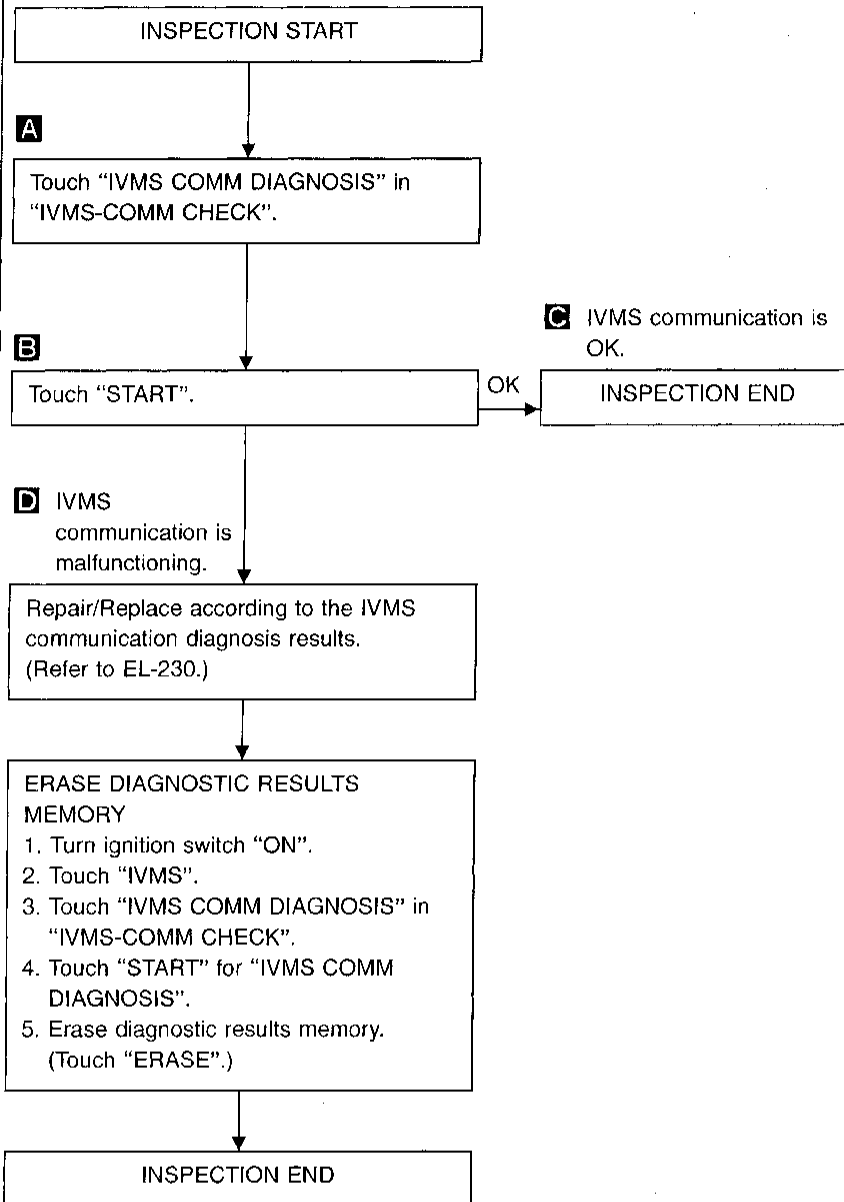 INSPECTION START
A
Touch “IVMS COMM DIAGNOSIS” in
“IVMS-COMM CHECK”.
B
Touch “START”.
OK
C IVMS communication is
OK.
INSPECTION END
D IVMS
communication is
malfunctioning.
Repair/Replace according to the IVMS
communication diagnosis results.
(Refer to EL-230.)
ERASE DIAGNOSTIC RESULTS
MEMORY
1. Turn ignition switch “ON”.
2. Touch “IVMS”.
3. Touch “IVMS COMM DIAGNOSIS” in
“IVMS-COMM CHECK”.
4. Touch “START” for “IVMS COMM
DIAGNOSIS”.
5. Erase diagnostic results memory.
(Touch “ERASE”.)
INSPECTION END